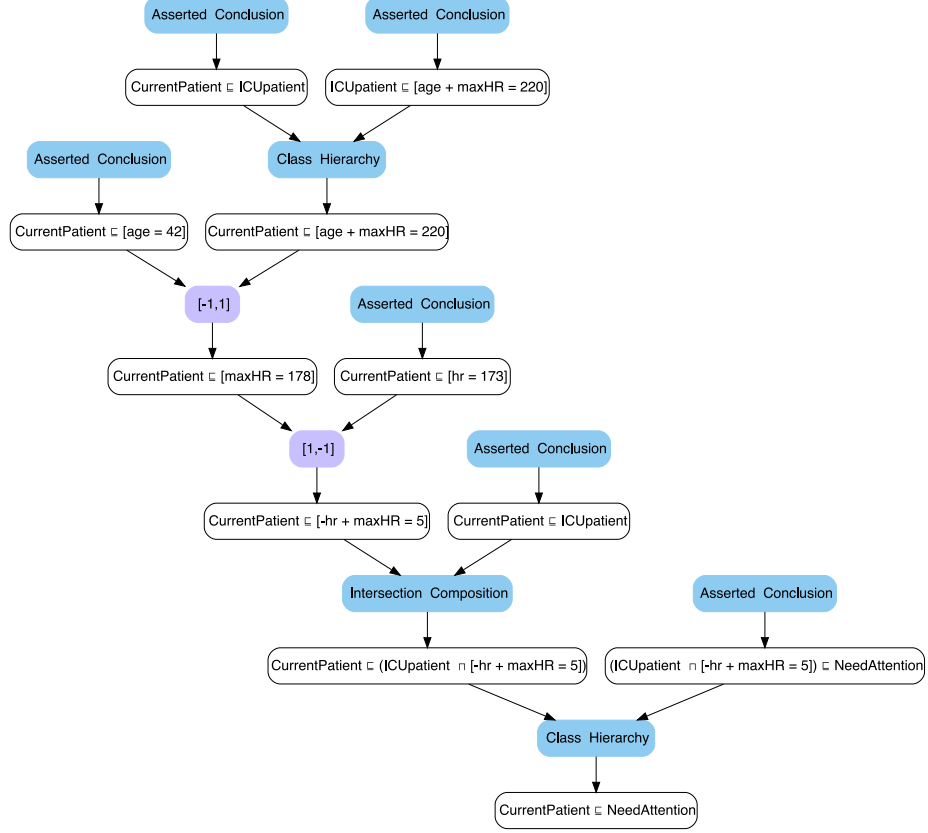 Asserted Conclusion
Asserted Conclusion
CurrentPatient ⊑ ICUpatient
ICUpatient ⊑ [age + maxHR = 220]
Asserted Conclusion
Class Hierarchy
CurrentPatient ⊑ [age = 42]
CurrentPatient ⊑ [age + maxHR = 220]
[-1,1]
Asserted Conclusion
CurrentPatient ⊑ [maxHR = 178]
CurrentPatient ⊑ [hr = 173]
[1,-1]
Asserted Conclusion
CurrentPatient ⊑ [-hr + maxHR = 5]
CurrentPatient ⊑ ICUpatient
Intersection Composition
Asserted Conclusion
CurrentPatient ⊑ (ICUpatient ⊓ [-hr + maxHR = 5])
(ICUpatient ⊓ [-hr + maxHR = 5]) ⊑ NeedAttention
Class Hierarchy
CurrentPatient ⊑ NeedAttention